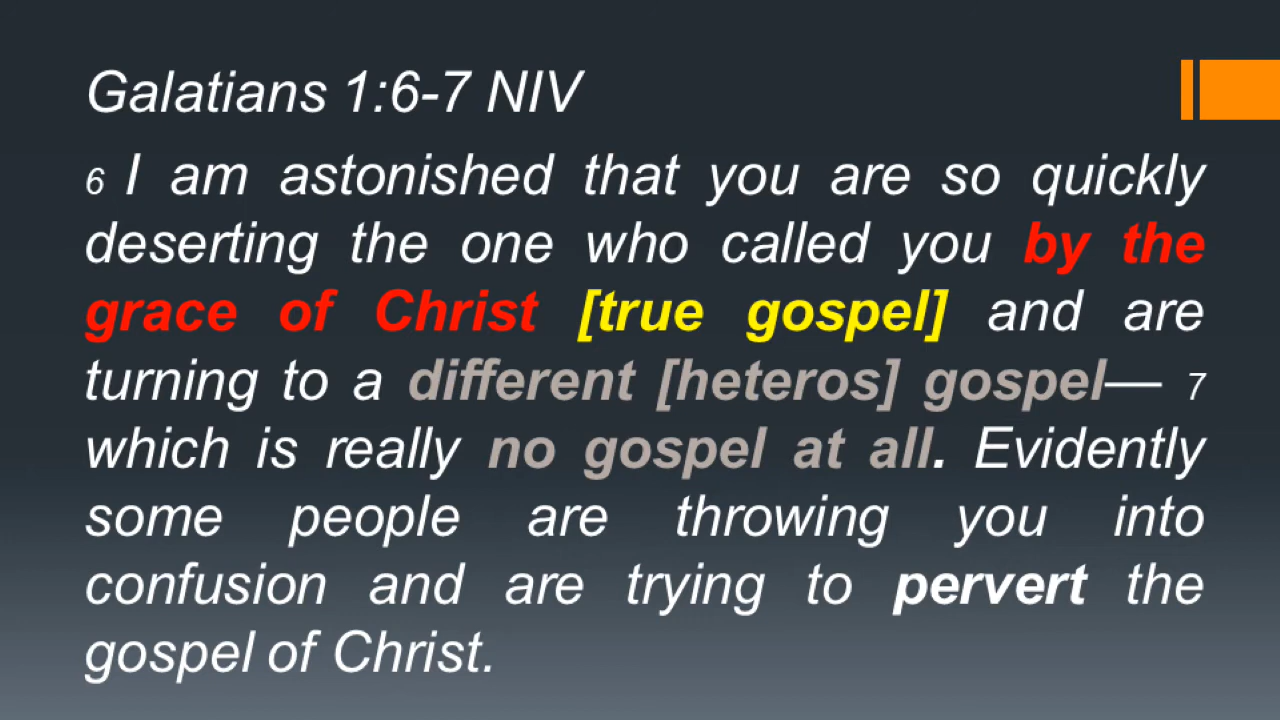 Galatians 1:6-7 NIV
6 I am astonished that you are so quickly
deserting the one who called you by the
grace of Christ [true gospel] and are
turning to a different [heteros] gospel— 7
which is really no gospel at all. Evidently
some people are throwing you into
confusion and are trying to pervert the
gospel of Christ.